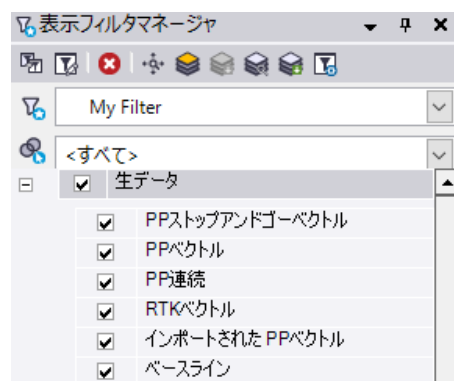 表示フィルタマネージャ
My Filter
<すべて>
生データ
PPストップアンドゴーベクトル
PPベクトル
PP連続
RTKベクトル
インポートされたPPベクトル
ベースライン